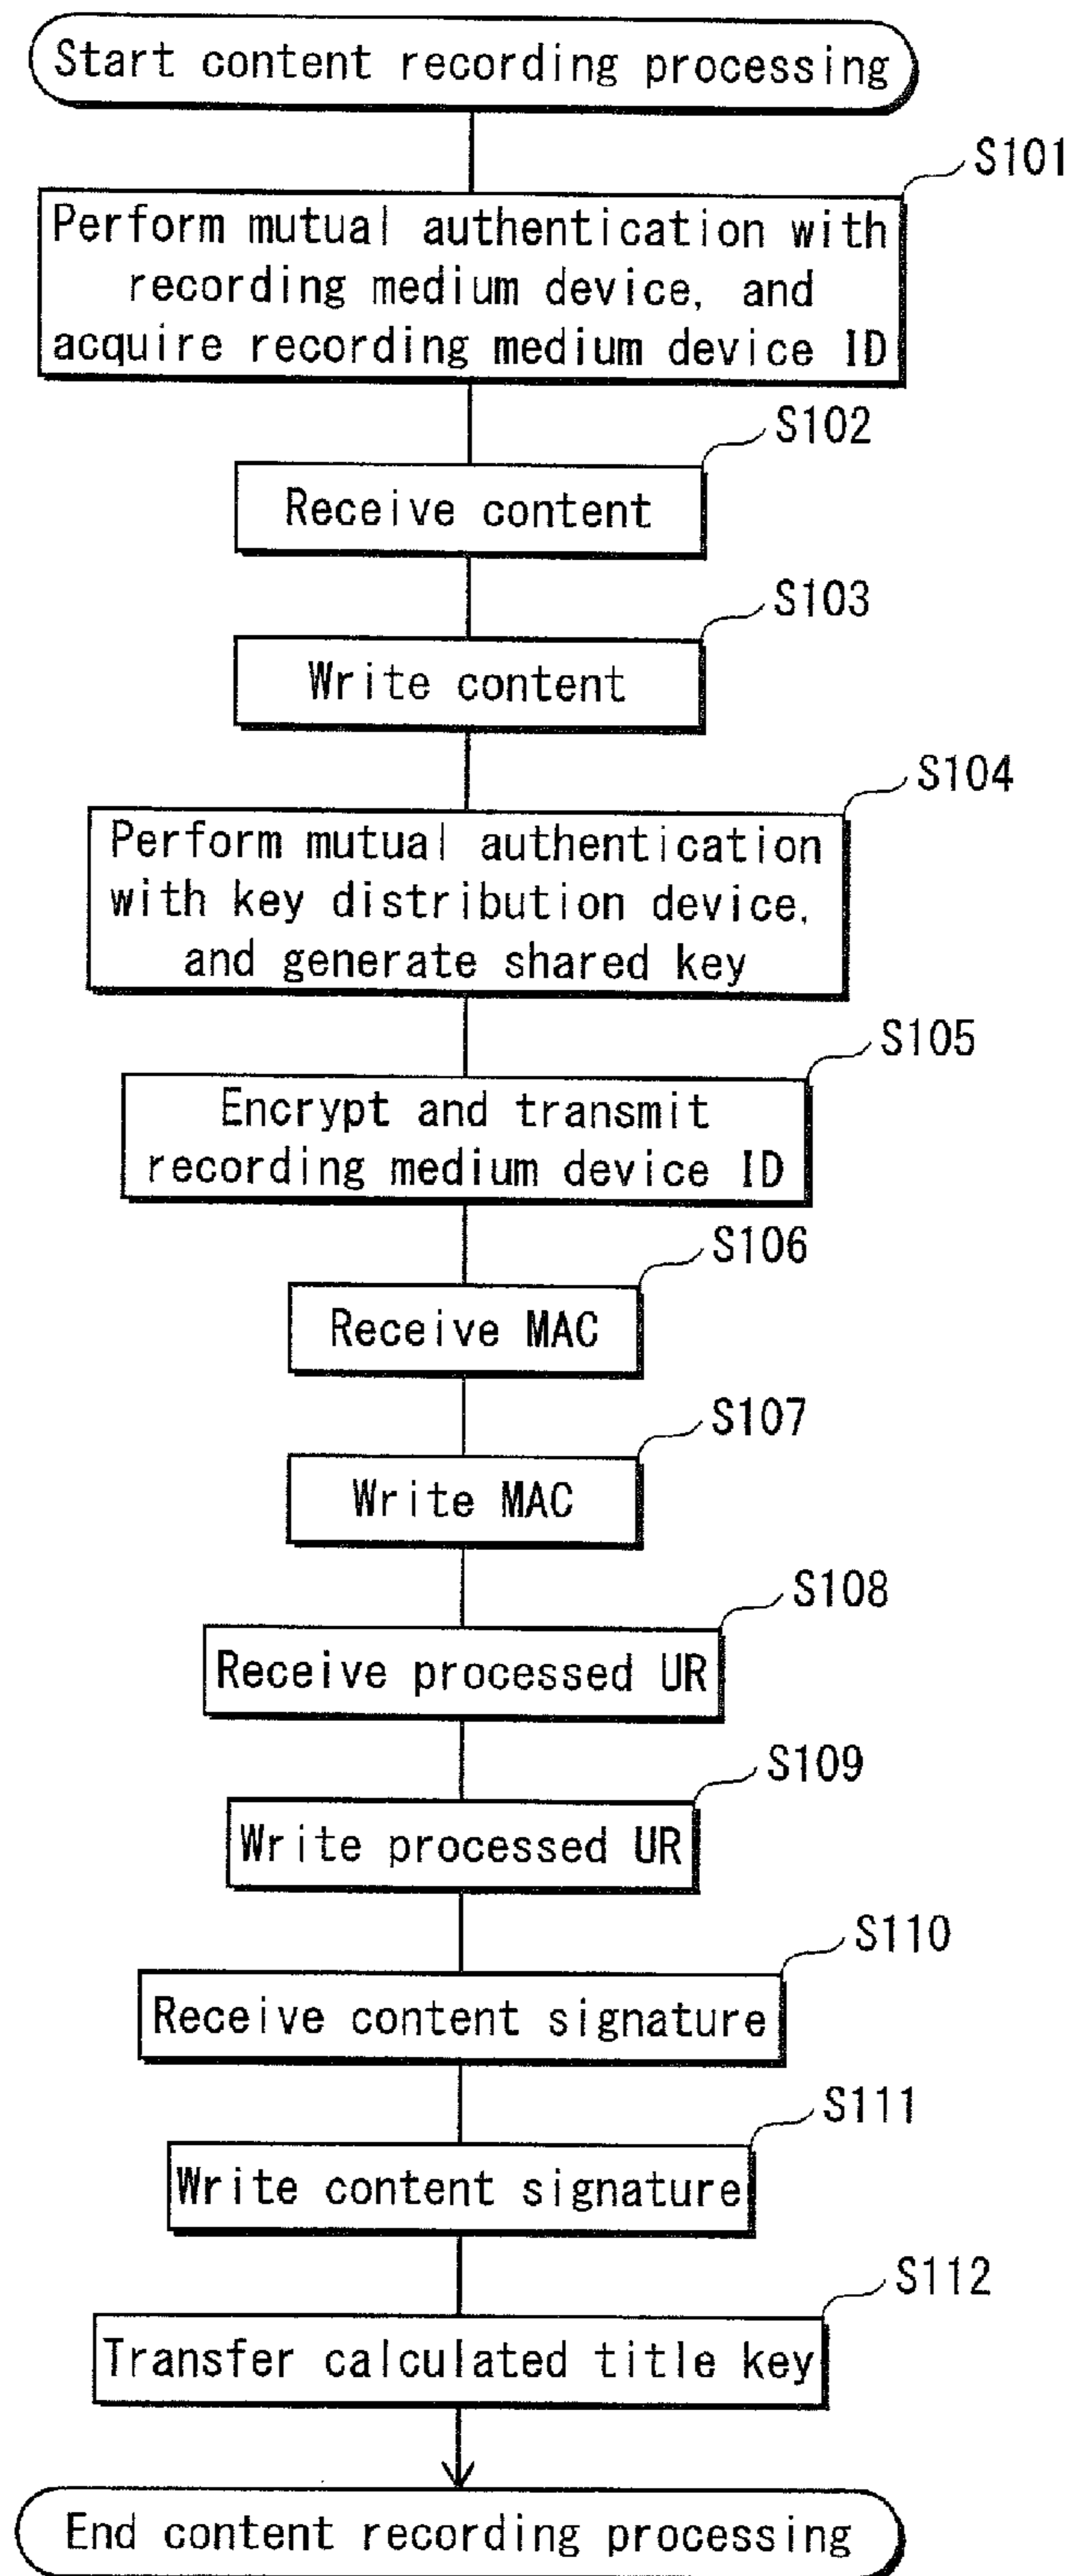 Start content recording processing
S101
Perform mutual authentication with
recording medium device, and
acquire recording medium device ID
S102
Receive content
S103
Write content
S104
Perform mutual authentication
with key distribution device,
and generate shared key
S105
Encrypt and transmit
recording medium device ID
S106
Receive MAC
S107
Write MAC
S108
Receive processed UR
S109
Write processed UR
S110
Receive content signature
S111
Write content signature
S112
Transfer calculated title key
End content recording processing